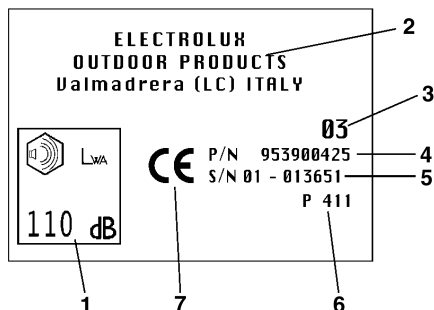 ELECTROLUX
OUTDOOR PRODUCTS
Valmadrera (LC) ITALY
2
03
3
LWA
CE
P/N 953900425
4
S/N 01 - 013651
5
P 411
110 dB
1
7
6